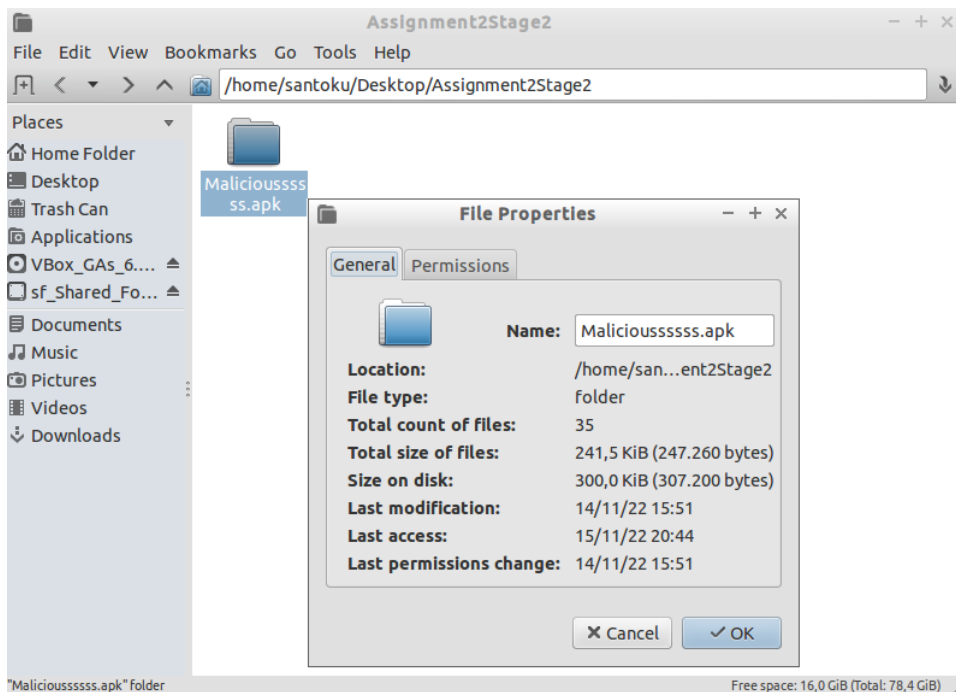 Assignment2Stage2
File Edit View Bookmarks Go Tools Help
/home/santoku/Desktop/Assignment2Stage2
Places
Home Folder
Desktop
Trash Can
Applications
VBox_GAs_6....
sf_Shared_Fo...
Documents
Music
Pictures
Videos
Downloads
Maliciousssss
ss.apk
File Properties
General Permissions
Name: Malicioussssss.apk
Location: /home/san...ent2Stage2
File type: folder
Total count of files: 35
Total size of files: 241,5 KiB (247.260 bytes)
Size on disk: 300,0 KiB (307.200 bytes)
Last modification: 14/11/22 15:51
Last access: 15/11/22 20:44
Last permissions change: 14/11/22 15:51
Cancel OK
"Malicioussssss.apk" folder
Free space: 16,0 GiB (Total: 78,4 GiB)